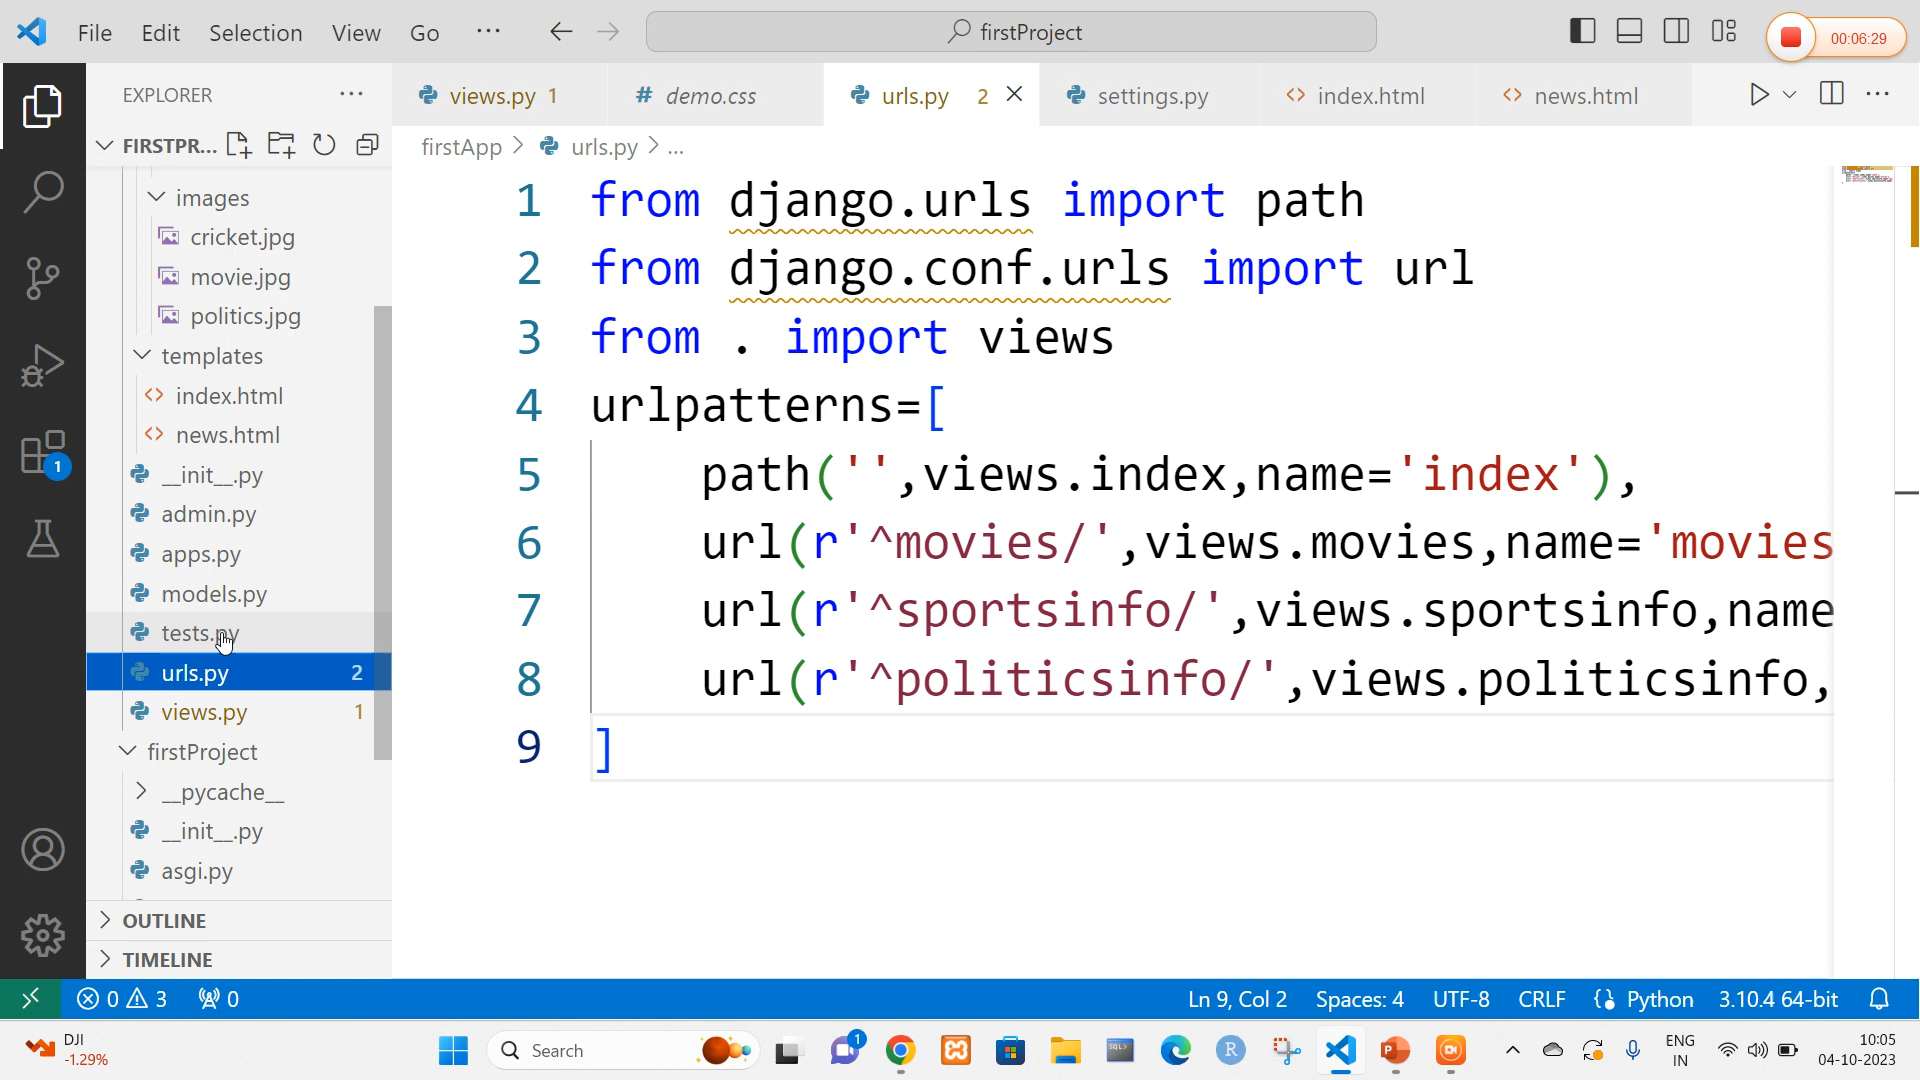 File Edit Selection View Go ··· firstProject 00:06:29
EXPLORER ···
views.py 1 demo.css urls.py 2 settings.py index.html news.html
FIRSTPR...
firstApp > urls.py > ...
images
cricket.jpg
movie.jpg
politics.jpg
templates
index.html
news.html
__init__.py
admin.py
apps.py
models.py
tests.py
urls.py 2
views.py 1
firstProject
__pycache__
__init__.py
asgi.py
OUTLINE
TIMELINE
1 from django.urls import path
2 from django.conf.urls import url
3 from . import views
4 urlpatterns=[
5 path('',views.index,name='index'),
6 url(r'^movies/',views.movies,name='movies
7 url(r'^sportsinfo/',views.sportsinfo,name
8 url(r'^politicsinfo/',views.politicsinfo,
9 ]
0 3 0 Ln 9, Col 2 Spaces: 4 UTF-8 CRLF Python 3.10.4 64-bit
DJI
-1.29%
Search
1
ENG
IN
10:05
04-10-2023